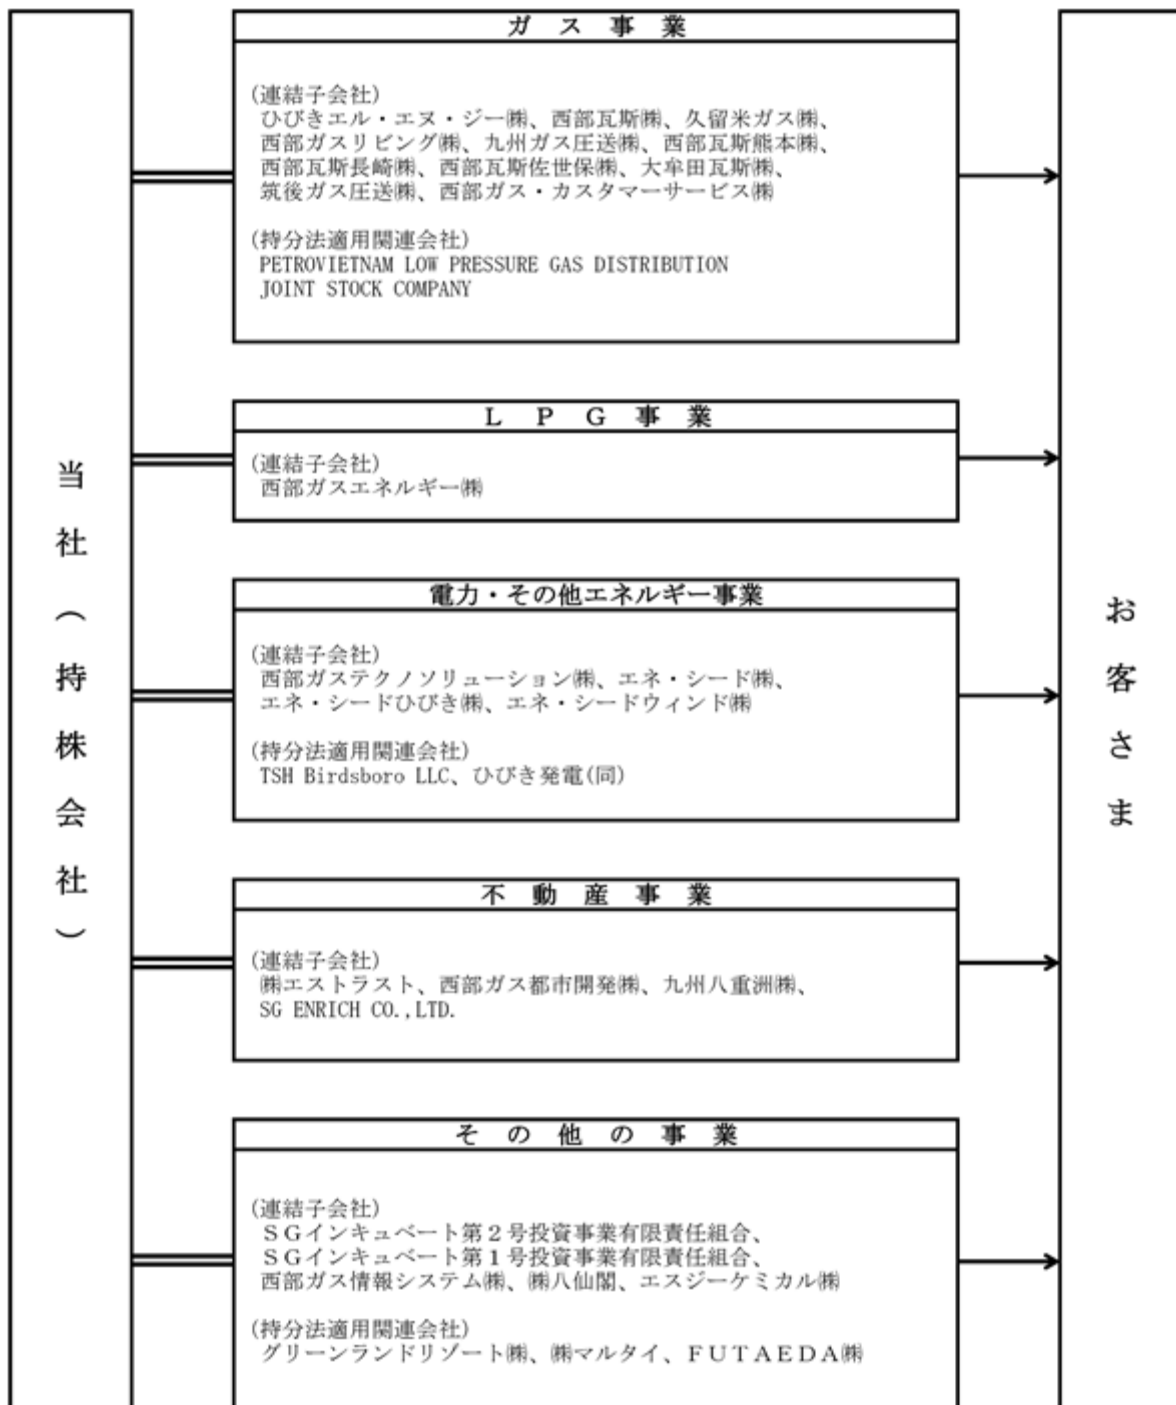 当社（持株会社）
ガス事業
(連結子会社)
ひびきエル・エヌ・ジー㈱、西部瓦斯㈱、久留米ガス㈱、
西部ガスリビング㈱、九州ガス圧送㈱、西部瓦斯熊本㈱、
西部瓦斯長崎㈱、西部瓦斯佐世保㈱、大牟田瓦斯㈱、
筑後ガス圧送㈱、西部ガス・カスタマーサービス㈱
(持分法適用関連会社)
PETROVIETNAM LOW PRESSURE GAS DISTRIBUTION
JOINT STOCK COMPANY
ＬＰＧ事業
(連結子会社)
西部ガスエネルギー㈱
電力・その他エネルギー事業
(連結子会社)
西部ガステクノソリューション㈱、エネ・シード㈱、
エネ・シードひびき㈱、エネ・シードウィンド㈱
(持分法適用関連会社)
TSH Birdsboro LLC、ひびき発電(同)
不動産事業
(連結子会社)
㈱エストラスト、西部ガス都市開発㈱、九州八重洲㈱、
SG ENRICH CO.,LTD.
その他の事業
(連結子会社)
ＳＧインキュベート第２号投資事業有限責任組合、
ＳＧインキュベート第１号投資事業有限責任組合、
西部ガス情報システム㈱、㈱八仙閣、エスジーケミカル㈱
(持分法適用関連会社)
グリーンランドリゾート㈱、㈱マルタイ、ＦＵＴＡＥＤＡ㈱
お客さま